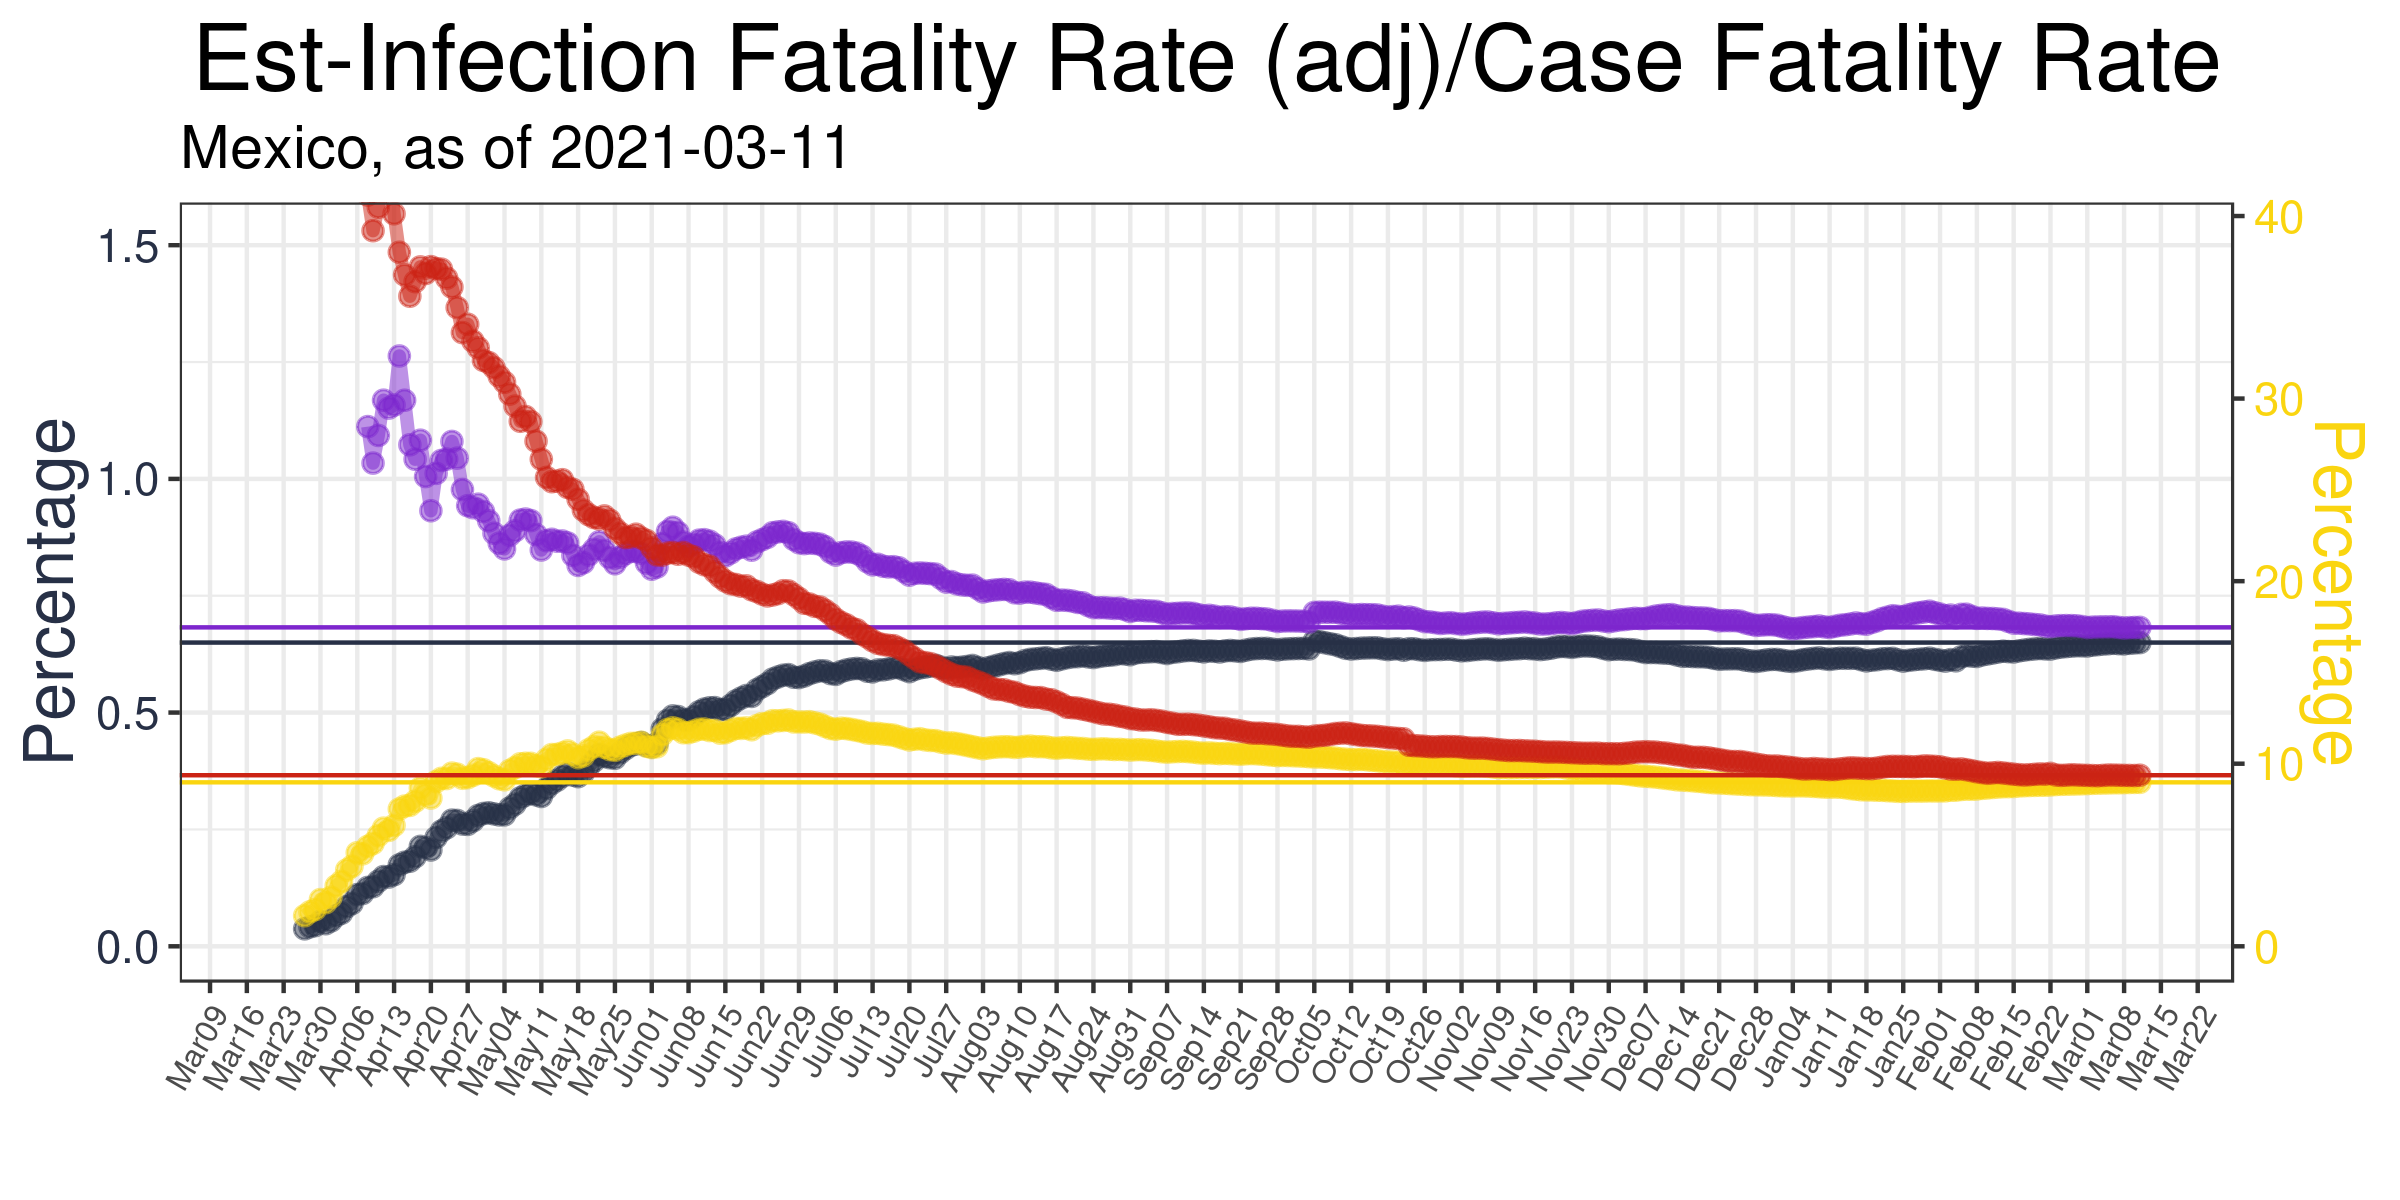 Est-Infection Fatality Rate (adj)/Case Fatality Rate
Mexico, as of 2021-03-11
Percentage
1.5
1.0
0.5
0.0
40
30
20
10
0
Percentage
Mar09
Mar16
Mar23
Mar30
Apr06
Apr13
Apr20
Apr27
May04
May11
May18
May25
Jun01
Jun08
Jun15
Jun22
Jun29
Jul06
Jul13
Jul20
Jul27
Aug03
Aug10
Aug17
Aug24
Aug31
Sep07
Sep14
Sep21
Sep28
Oct05
Oct12
Oct19
Oct26
Nov02
Nov09
Nov16
Nov23
Nov30
Dec07
Dec14
Dec21
Dec28
Jan04
Jan11
Jan18
Jan25
Feb01
Feb08
Feb15
Feb22
Mar01
Mar08
Mar15
Mar22